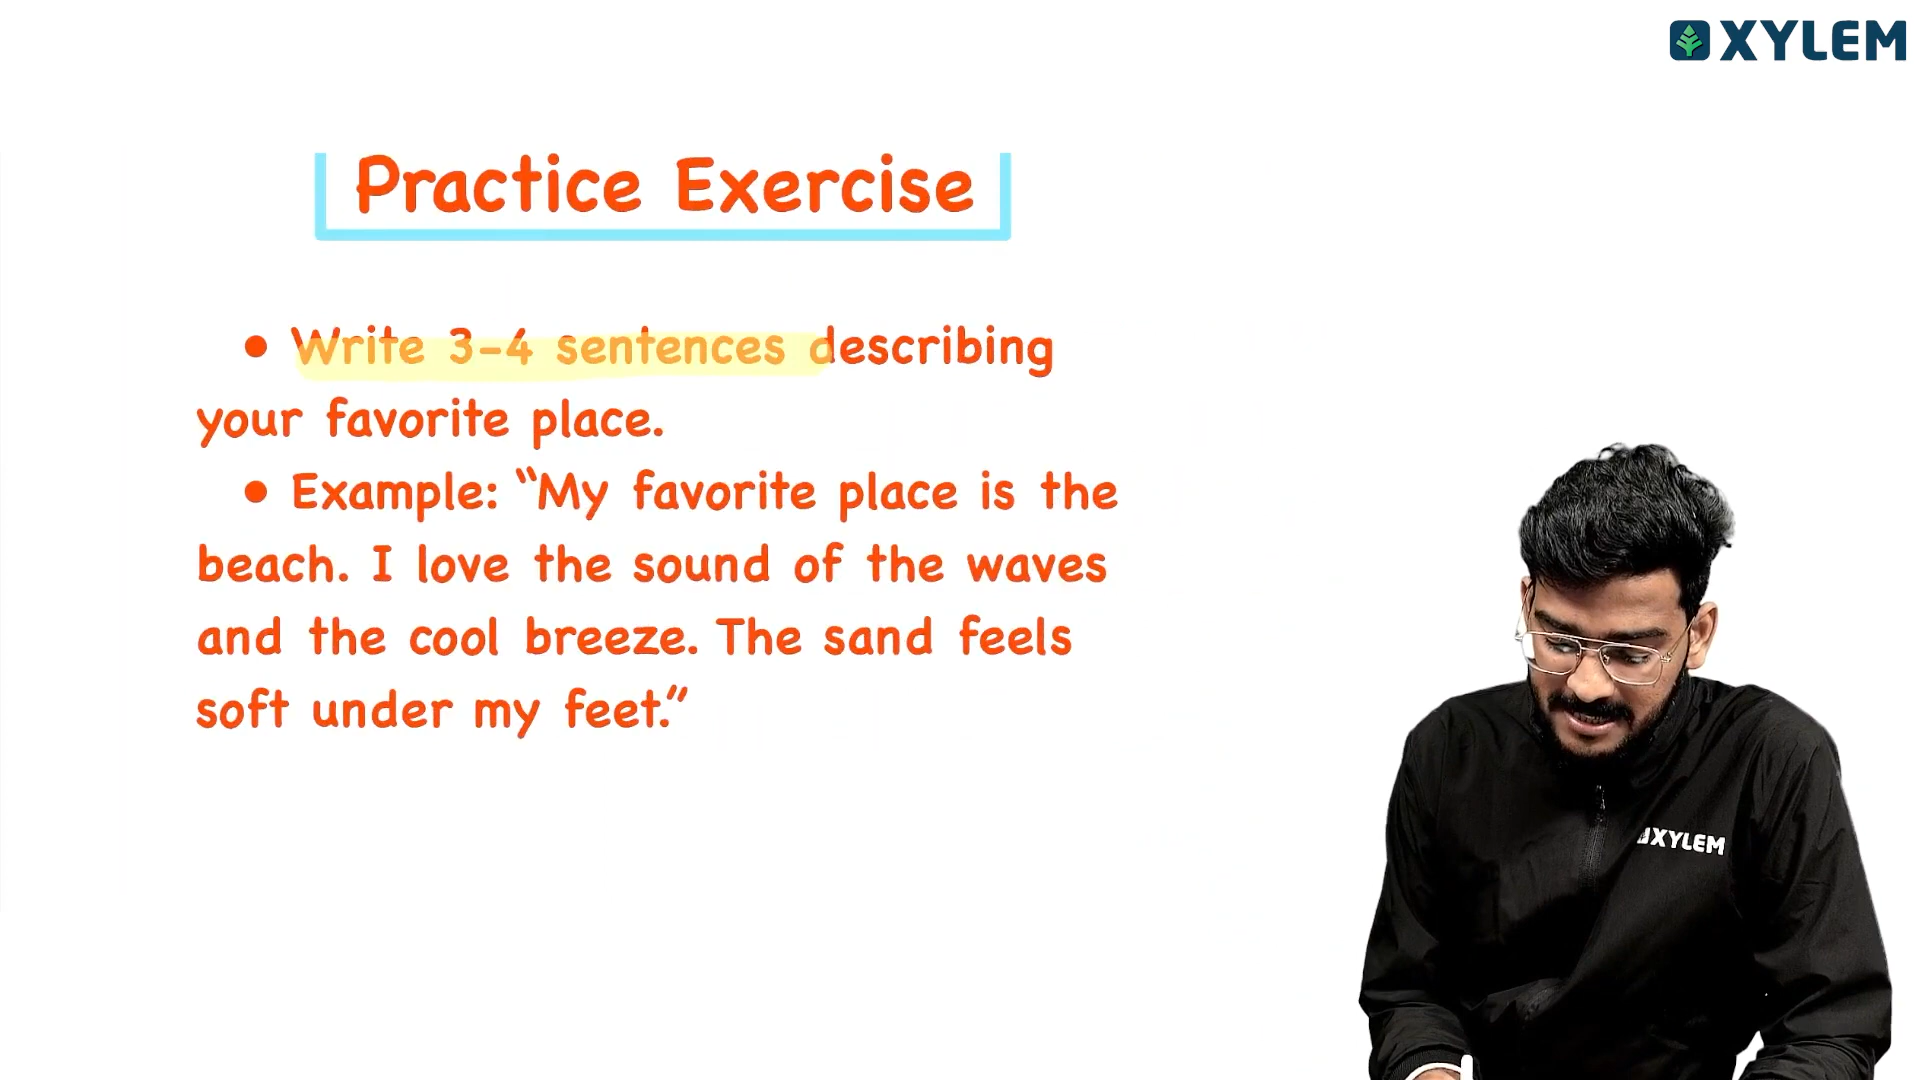 XYLEM
Practice Exercise
• Write 3-4 sentences describing
your favorite place.
• Example: “My favorite place is the
beach. I love the sound of the waves
and the cool breeze. The sand feels
soft under my feet.”
XYLEM